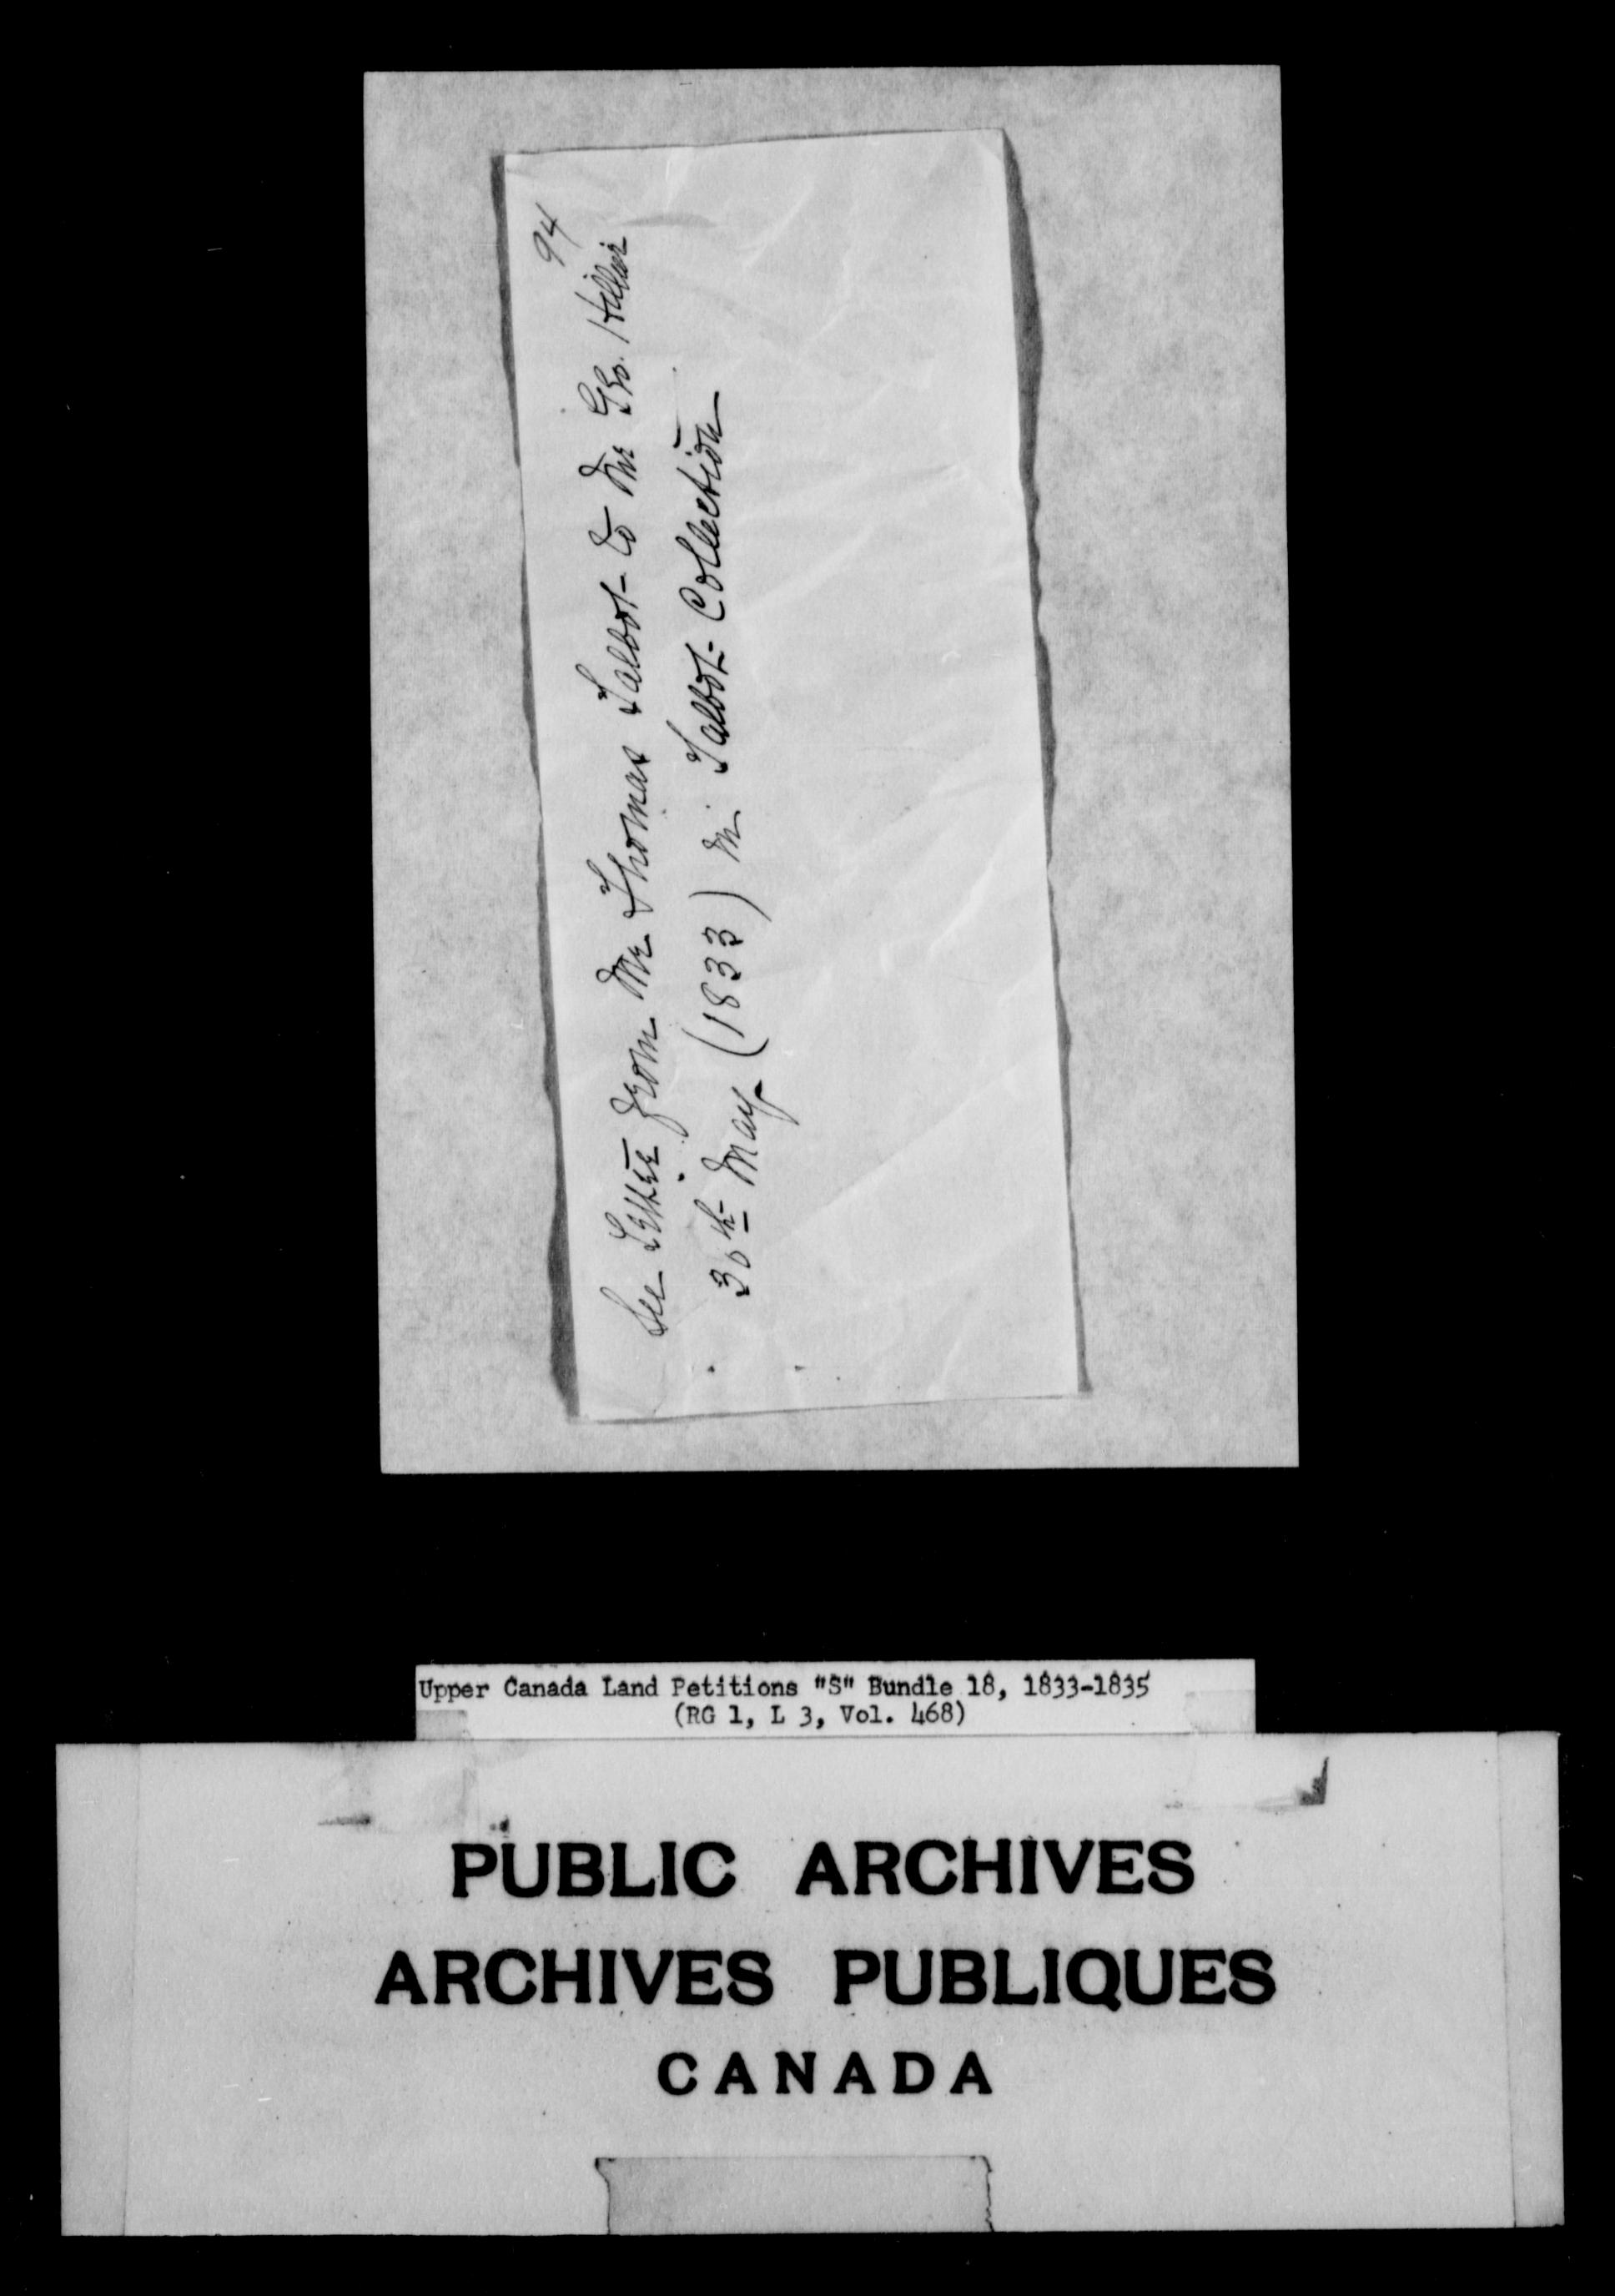 94
See Letter from Mr Thomas Talbot to Mr Geo. Hillier
30th May (1833) in Talbot Collection
Upper Canada Land Petitions "S" Bundle 18, 1833-1835
(RG 1, L 3, Vol. 468)
PUBLIC ARCHIVES
ARCHIVES PUBLIQUES
CANADA